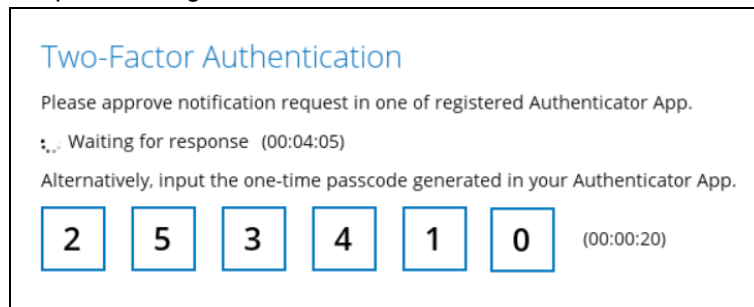 Two-Factor Authentication
Please approve notification request in one of registered Authenticator App.
Waiting for response (00:04:05)
Alternatively, input the one-time passcode generated in your Authenticator App.
2 5 3 4 1 0 (00:00:20)